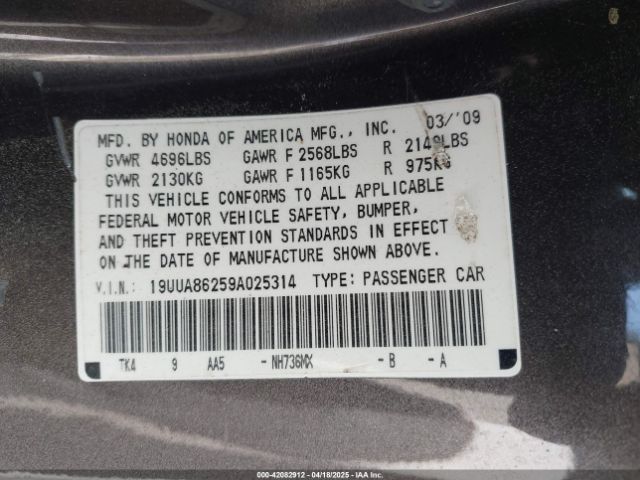 MFD. BY HONDA OF AMERICA MFG., INC. 03/'09
GVWR 4696LBS GAWR F 2568LBS R 2149LBS
GVWR 2130KG GAWR F 1165KG R 975KG
THIS VEHICLE CONFORMS TO ALL APPLICABLE
FEDERAL MOTOR VEHICLE SAFETY, BUMPER,
AND THEFT PREVENTION STANDARDS IN EFFECT
ON THE DATE OF MANUFACTURE SHOWN ABOVE.
V.I.N.: 19UUA86259A025314 TYPE: PASSENGER CAR
TK4 9 AA5 -NH736MX -B -A
000-42082912 - 04/18/2025 - IAAI, Inc.